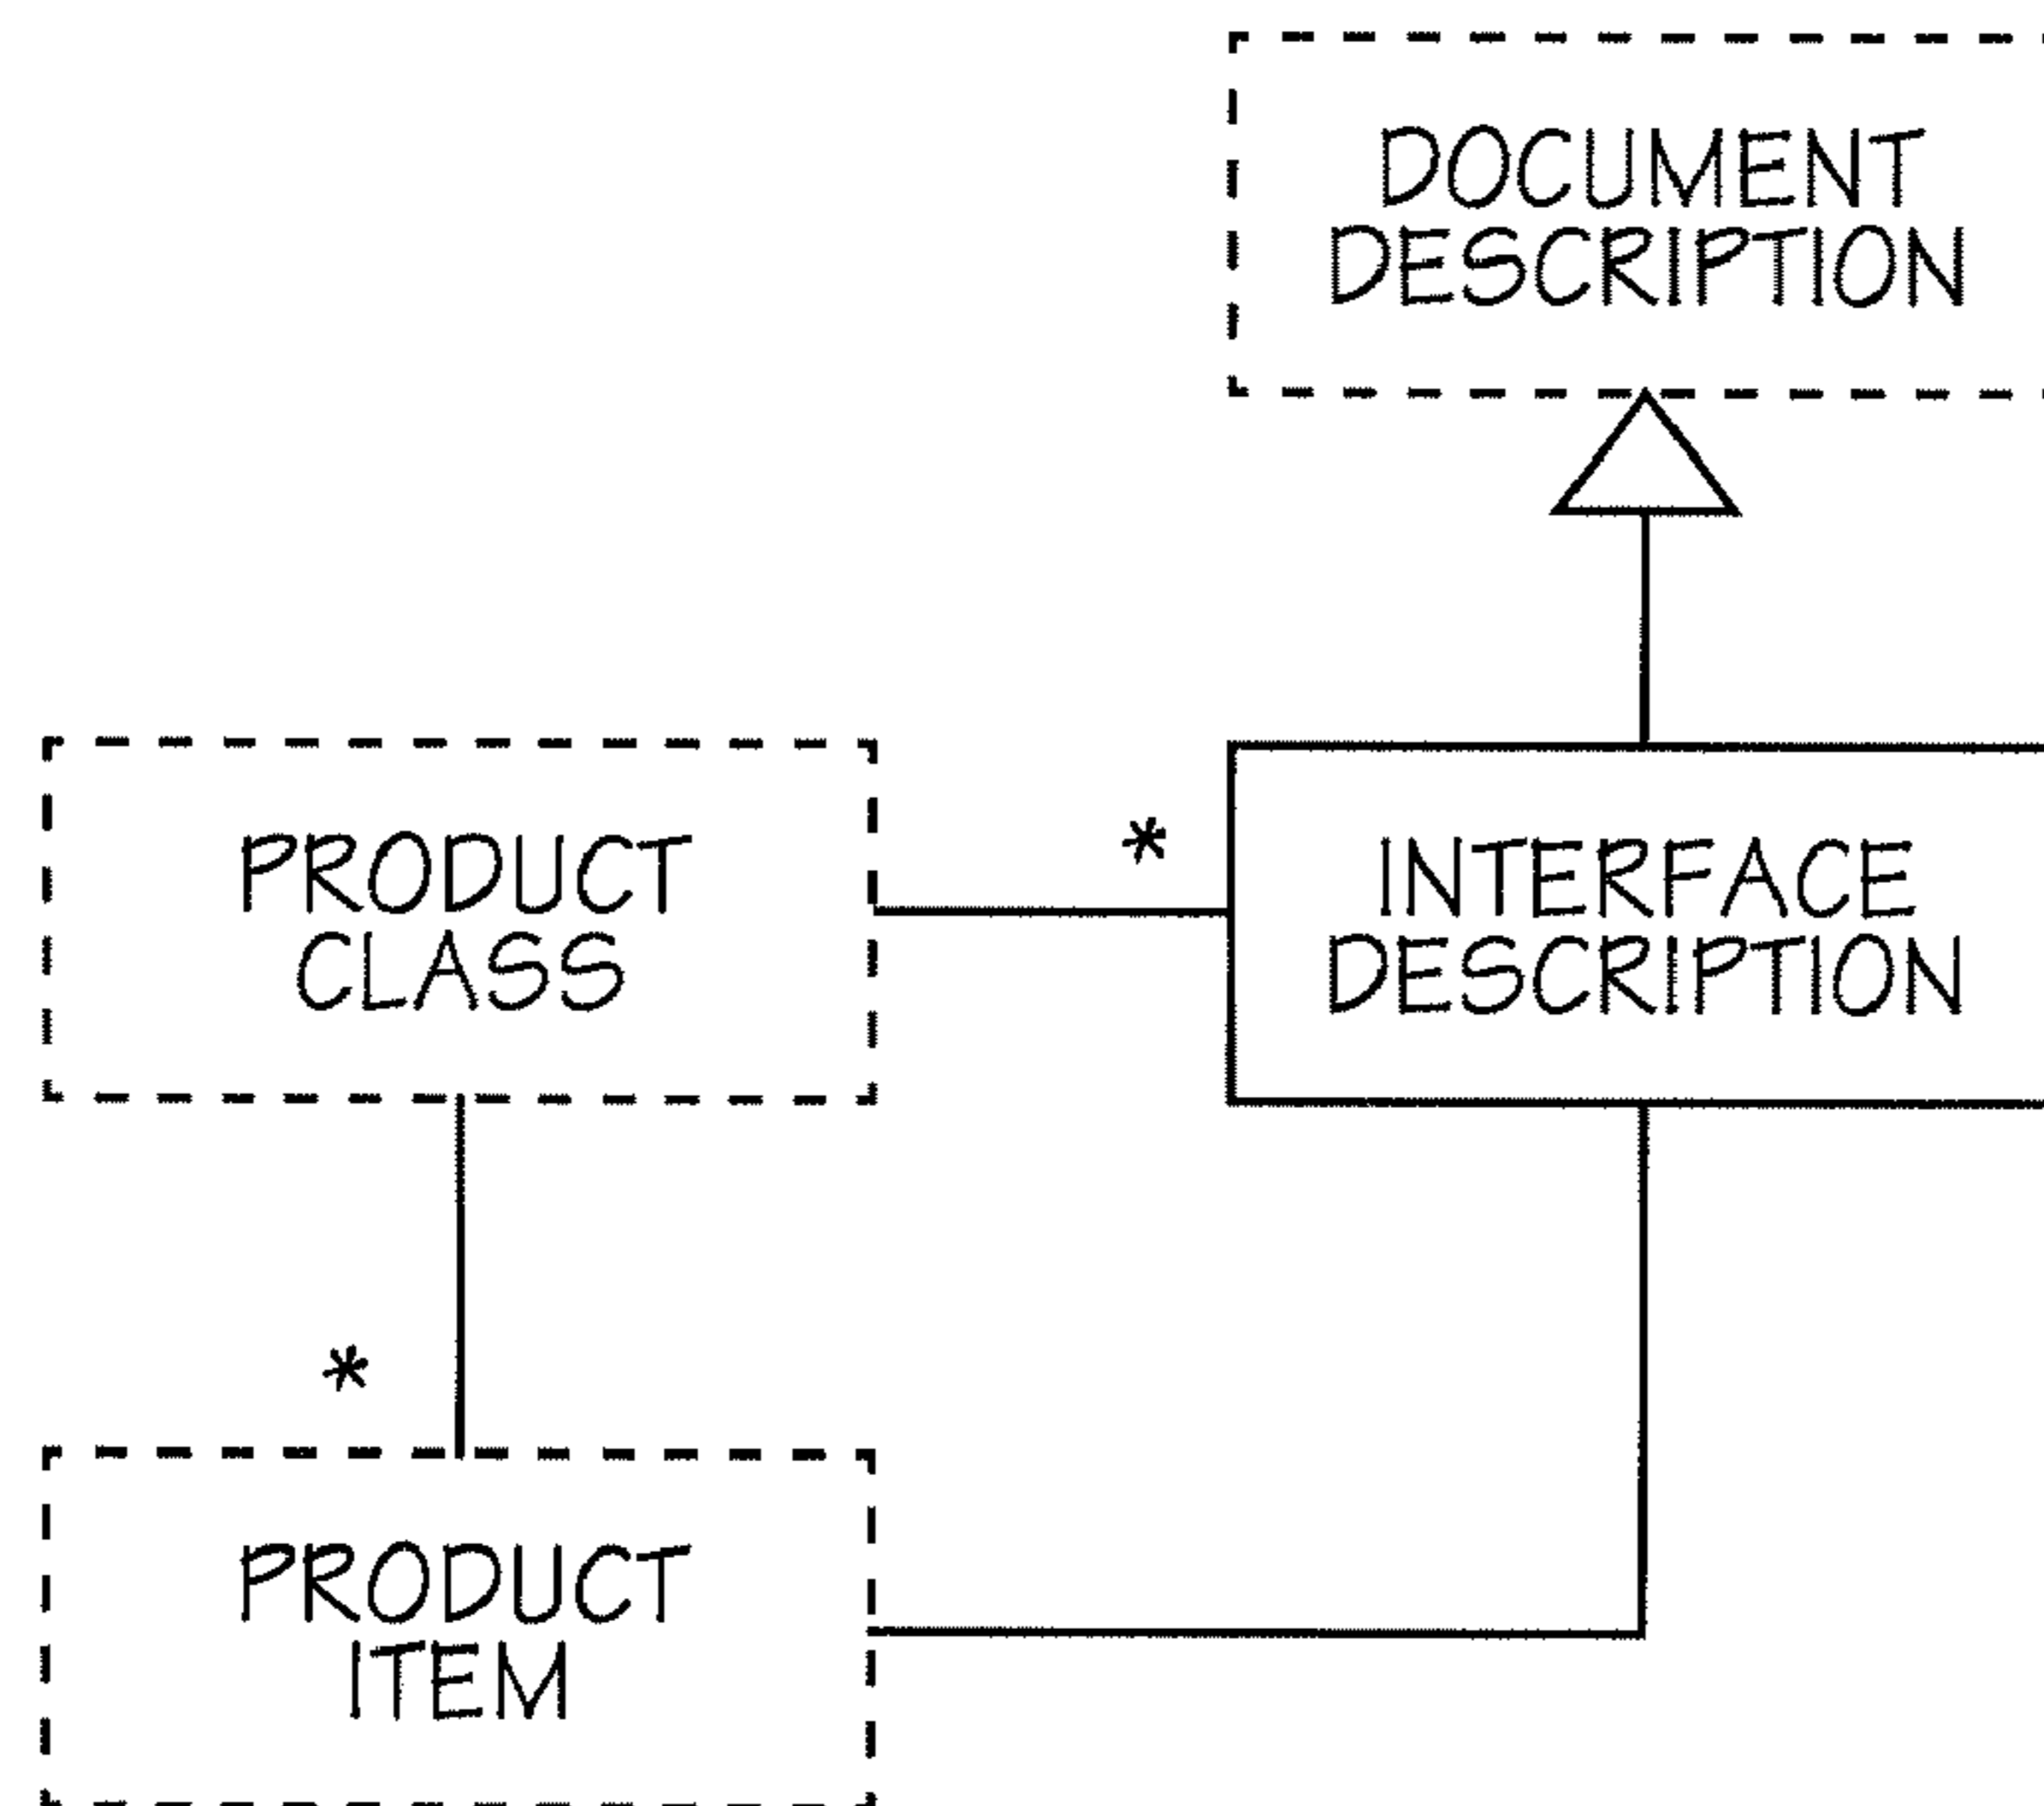 DOCUMENT
DESCRIPTION
PRODUCT
CLASS
*
INTERFACE
DESCRIPTION
*
PRODUCT
ITEM